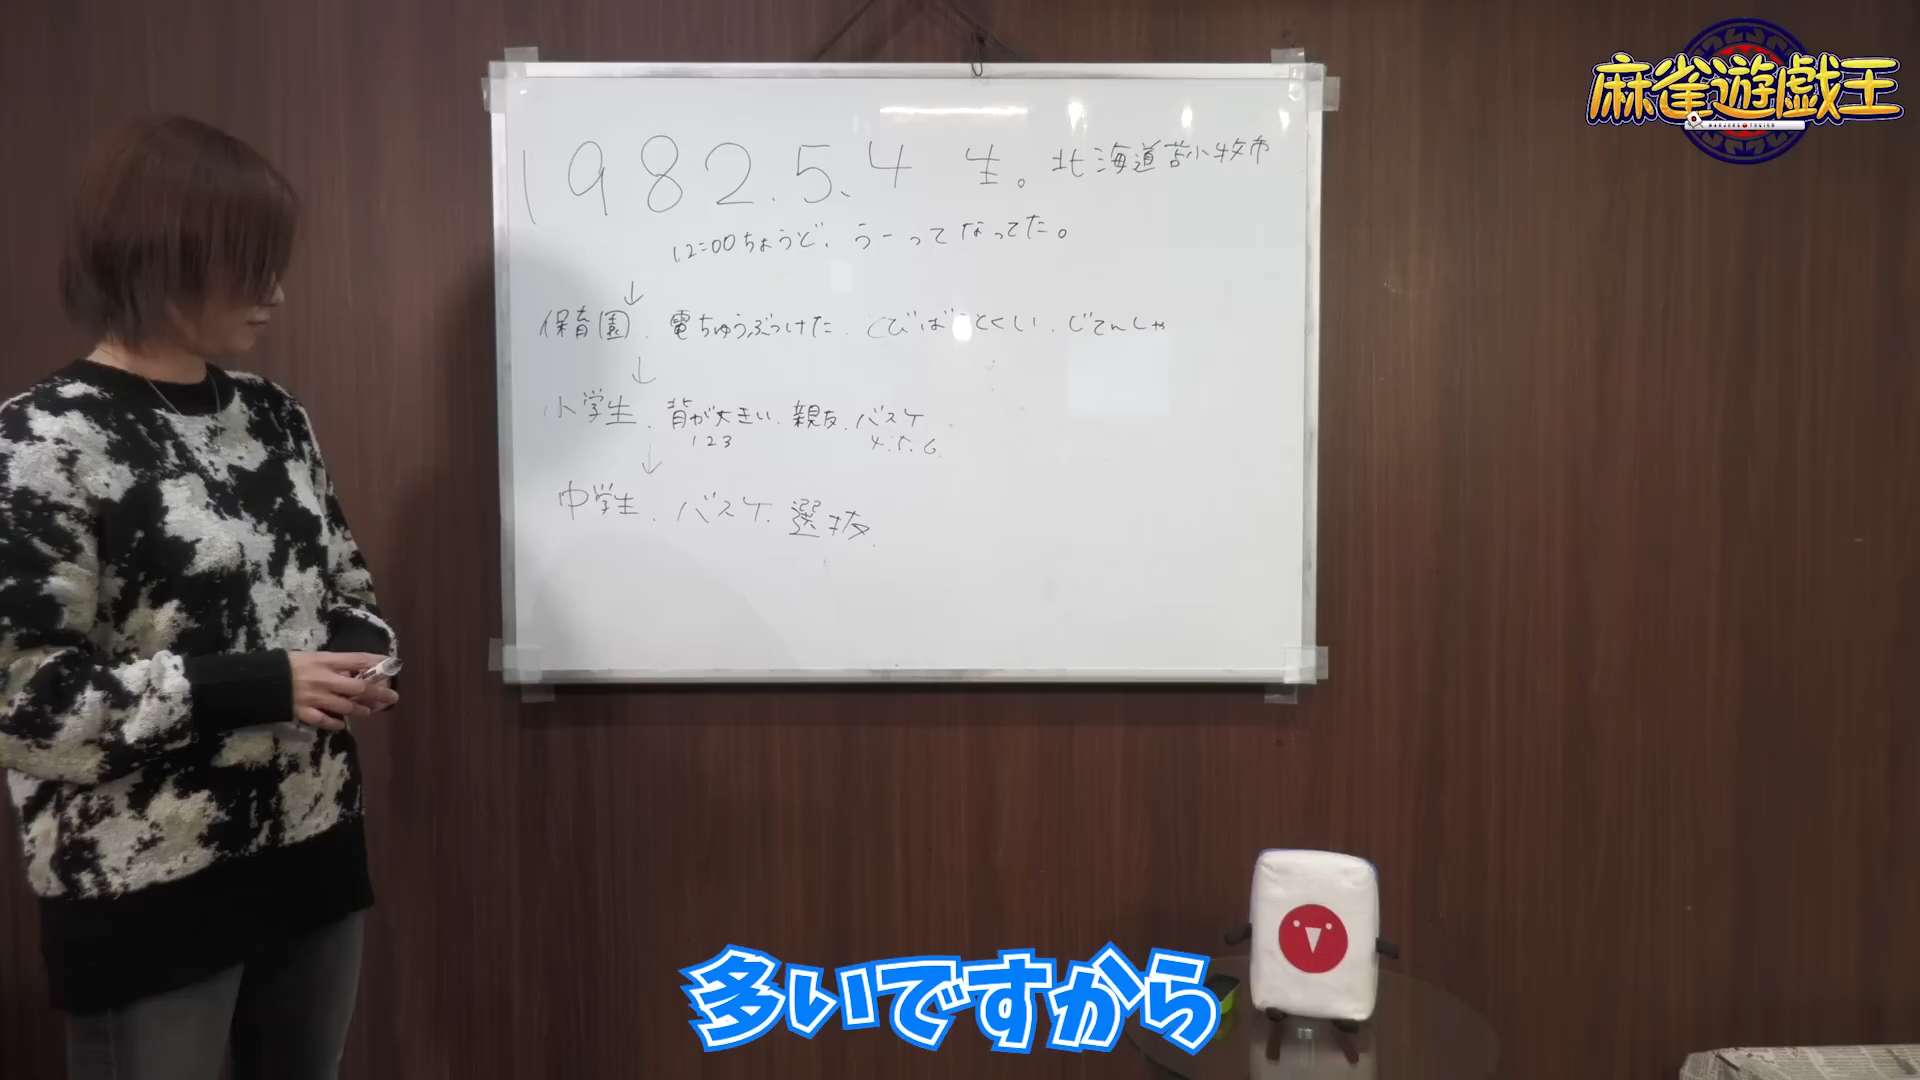 麻雀遊戯王
1982.5.4 生。北海道苫小牧市
12:00ちょうど、うーってなってた。
↓
保育園、電ちゅうぶつけた、とびばことくい、じてんしゃ
↓
小学生、背が大きい、親友、バスケ
1 2 3 4.5.6.
↓
中学生、バスケ、選抜
多いですから